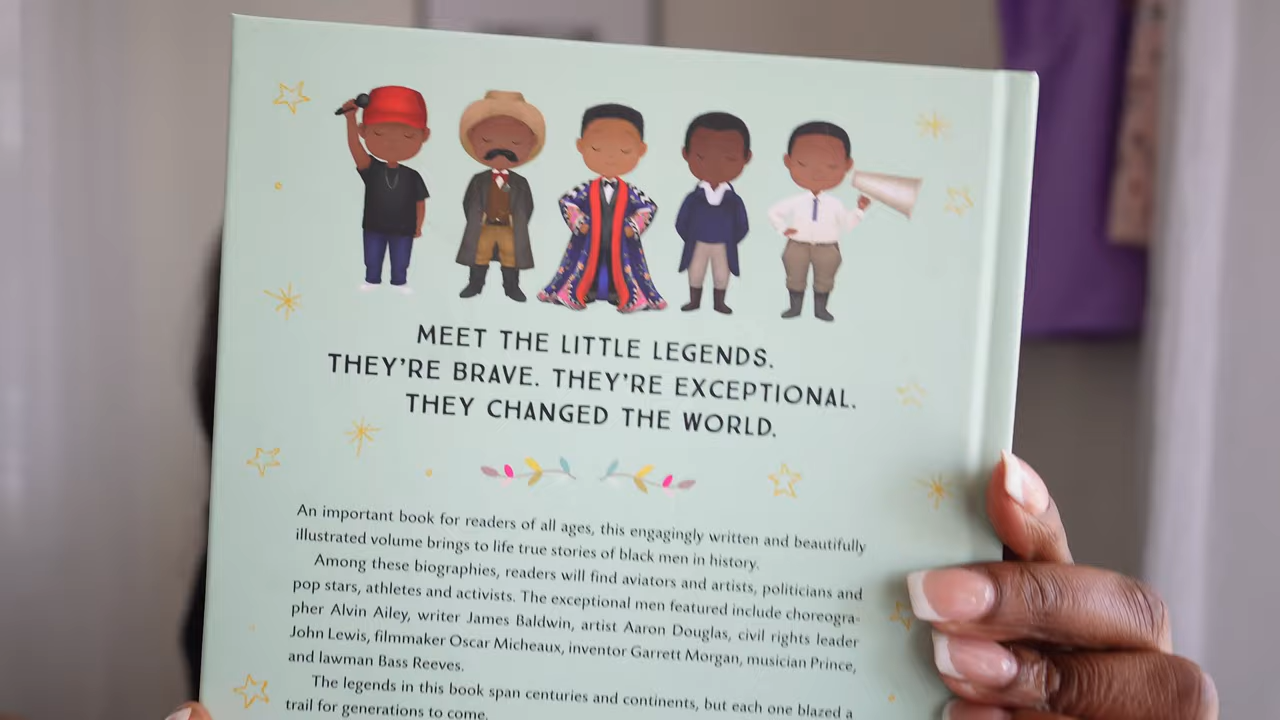 MEET THE LITTLE LEGENDS.
THEY'RE BRAVE. THEY'RE EXCEPTIONAL.
THEY CHANGED THE WORLD.
An important book for readers of all ages, this engagingly written and beautifully
illustrated volume brings to life true stories of black men in history.
Among these biographies, readers will find aviators and artists, politicians and
pop stars, athletes and activists. The exceptional men featured include choreogra-
pher Alvin Ailey, writer James Baldwin, artist Aaron Douglas, civil rights leader
John Lewis, filmmaker Oscar Micheaux, inventor Garrett Morgan, musician Prince,
and lawman Bass Reeves.
The legends in this book span centuries and continents, but each one blazed a
trail for generations to come.